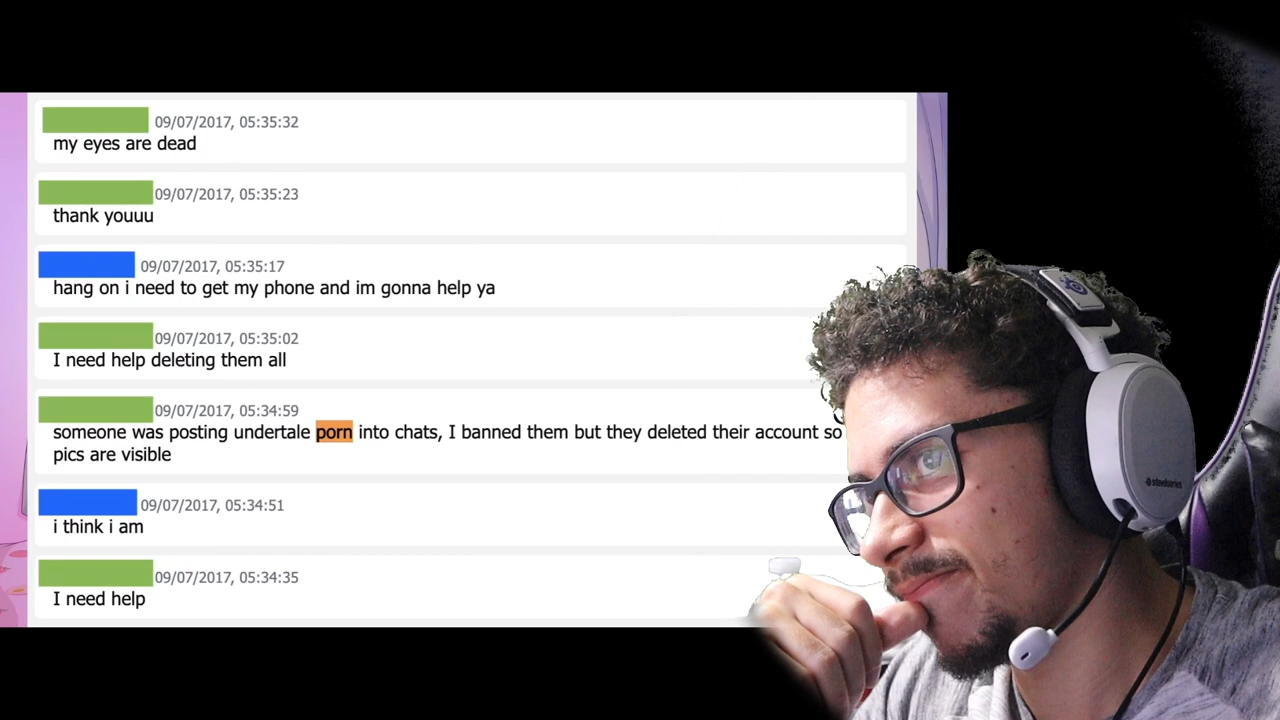 09/07/2017, 05:35:32
my eyes are dead
09/07/2017, 05:35:23
thank youuu
09/07/2017, 05:35:17
hang on i need to get my phone and im gonna help ya
09/07/2017, 05:35:02
I need help deleting them all
09/07/2017, 05:34:59
someone was posting undertale porn into chats, I banned them but they deleted their account so
pics are visible
09/07/2017, 05:34:51
i think i am
09/07/2017, 05:34:35
I need help
steelseries